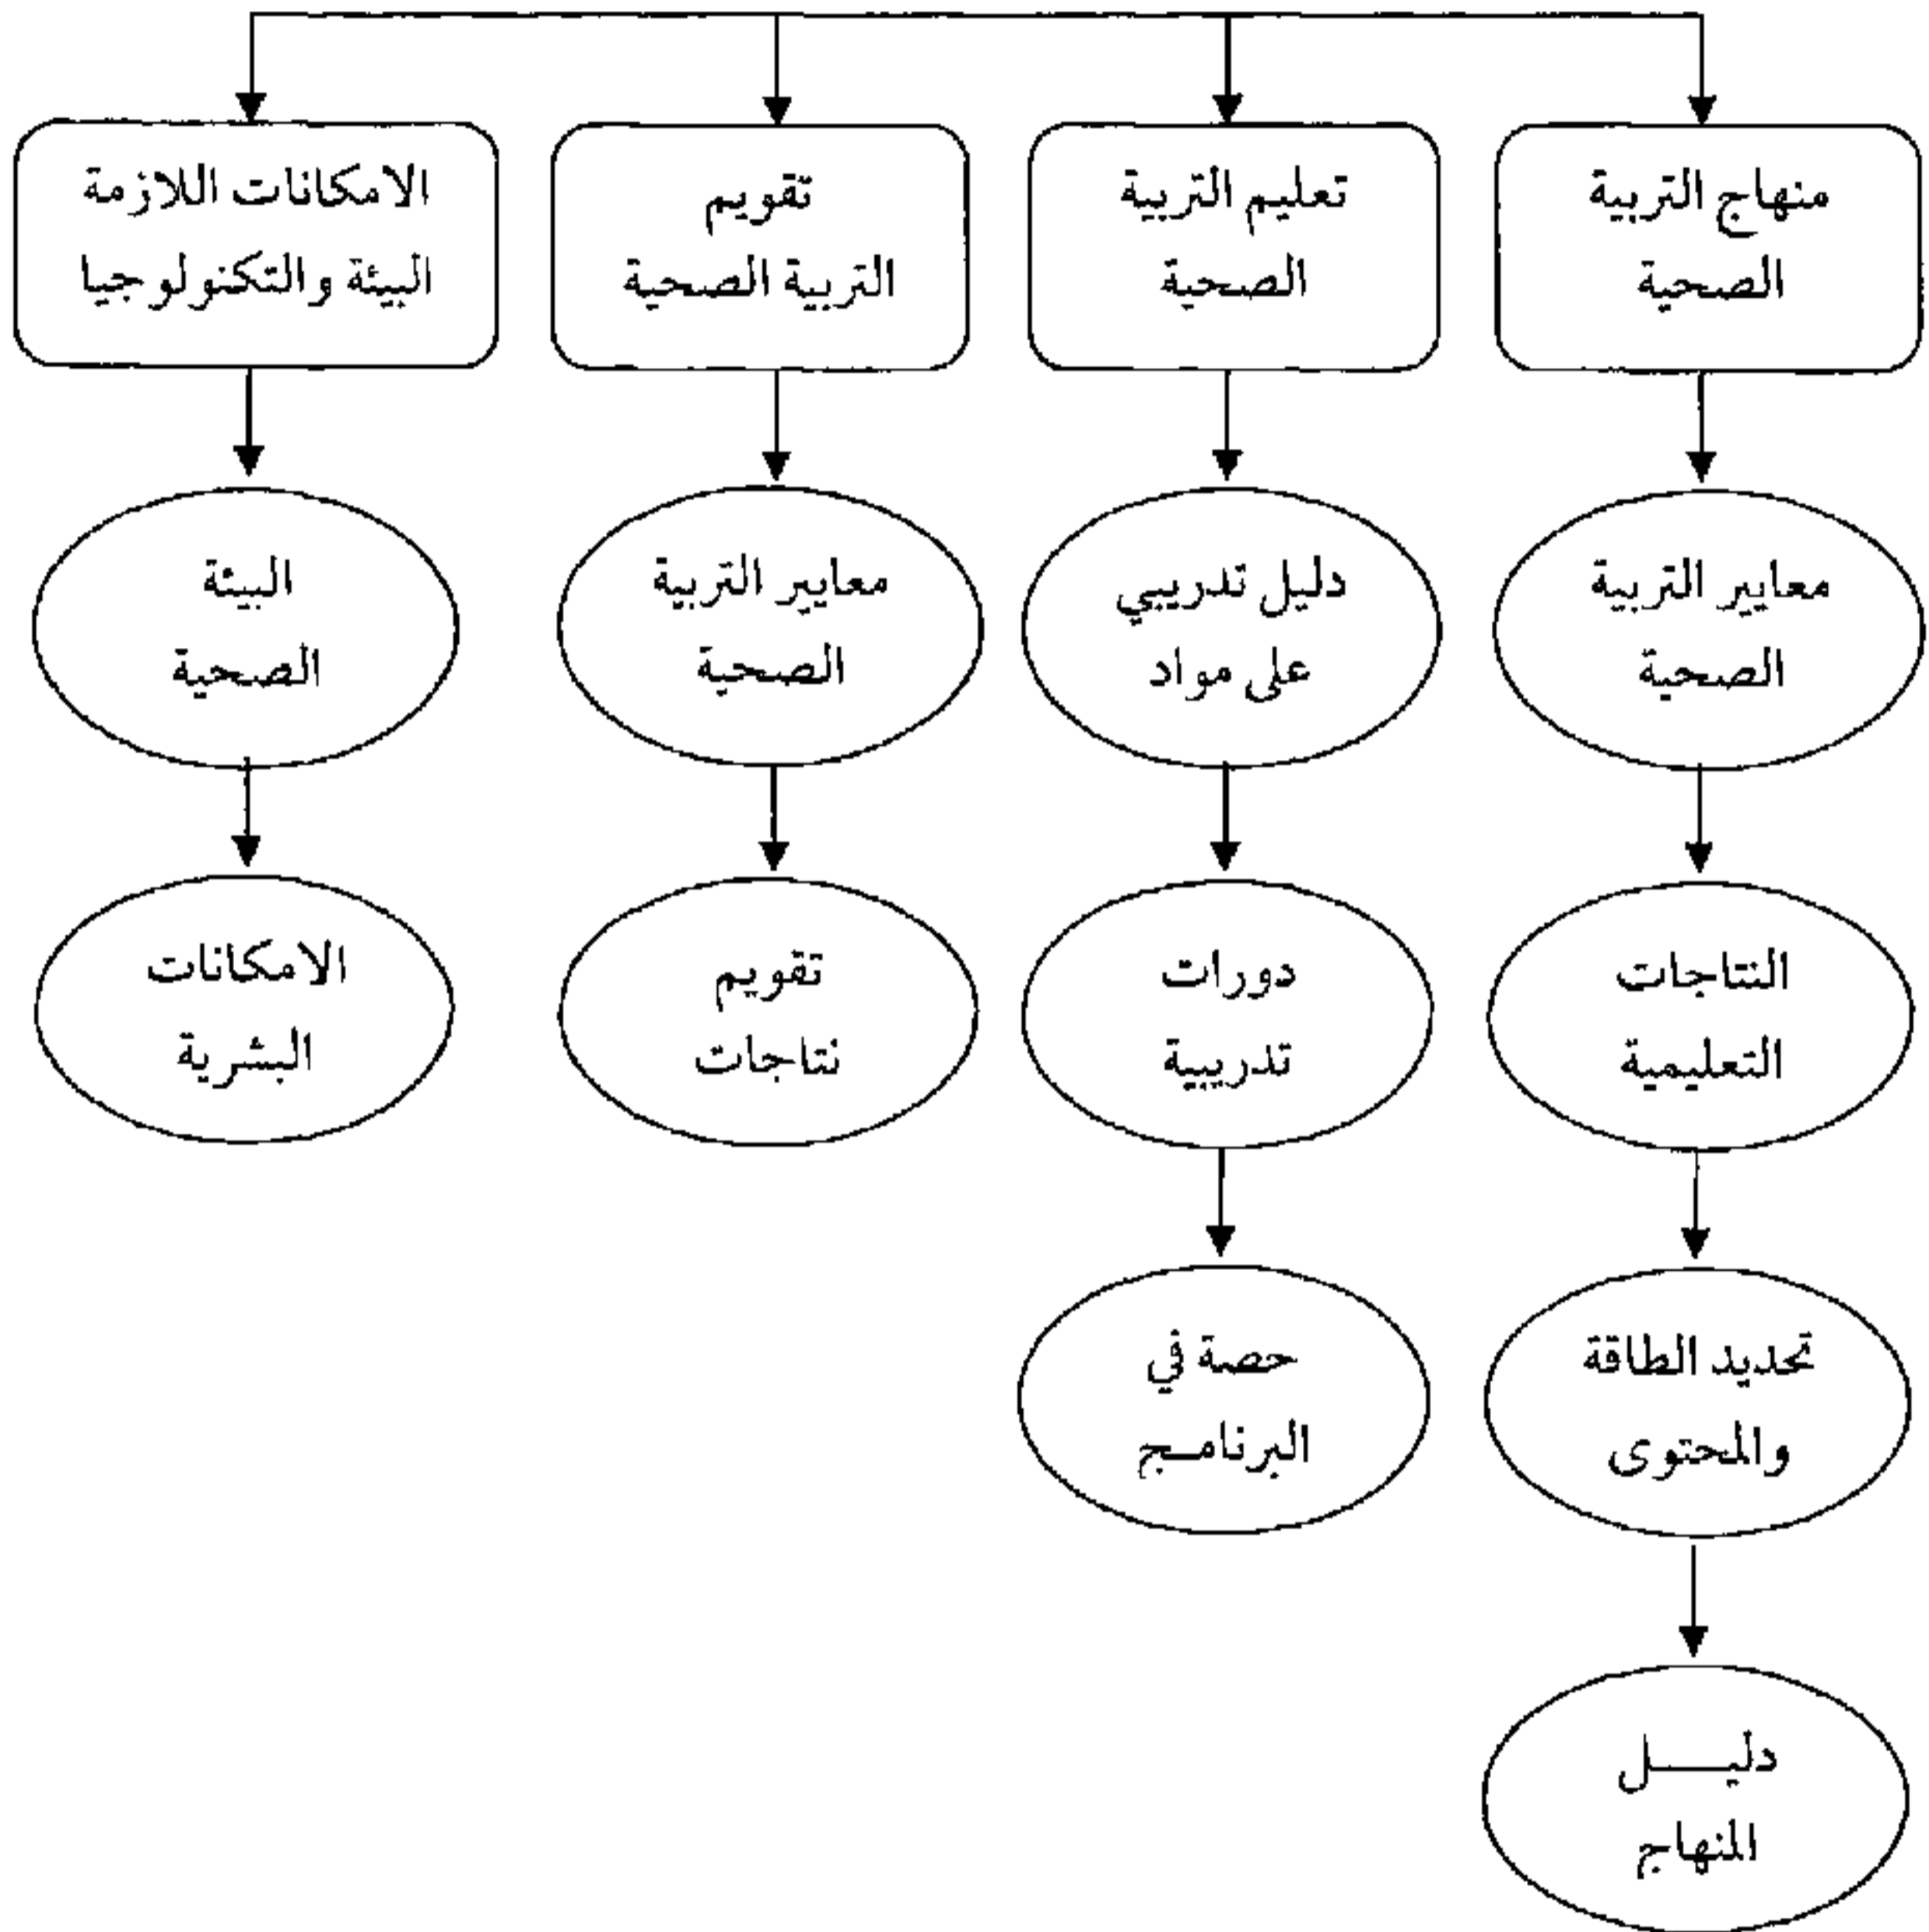 منهاج التربية
الصحية
تعليم التربية
الصحية
تقويم
التربية الصحية
الامكانات اللازمة
البيئة والتكنولوجيا
معايير التربية
الصحية
دليل تدريبي
على مواد
معايير التربية
الصحية
البيئة
الصحية
النتاجات
التعليمية
دورات
تدريبية
تقويم
نتاجات
الامكانات
البشرية
تحديد الطاقة
والمحتوى
حصة في
البرنامـج
دليــــل
المنهاج